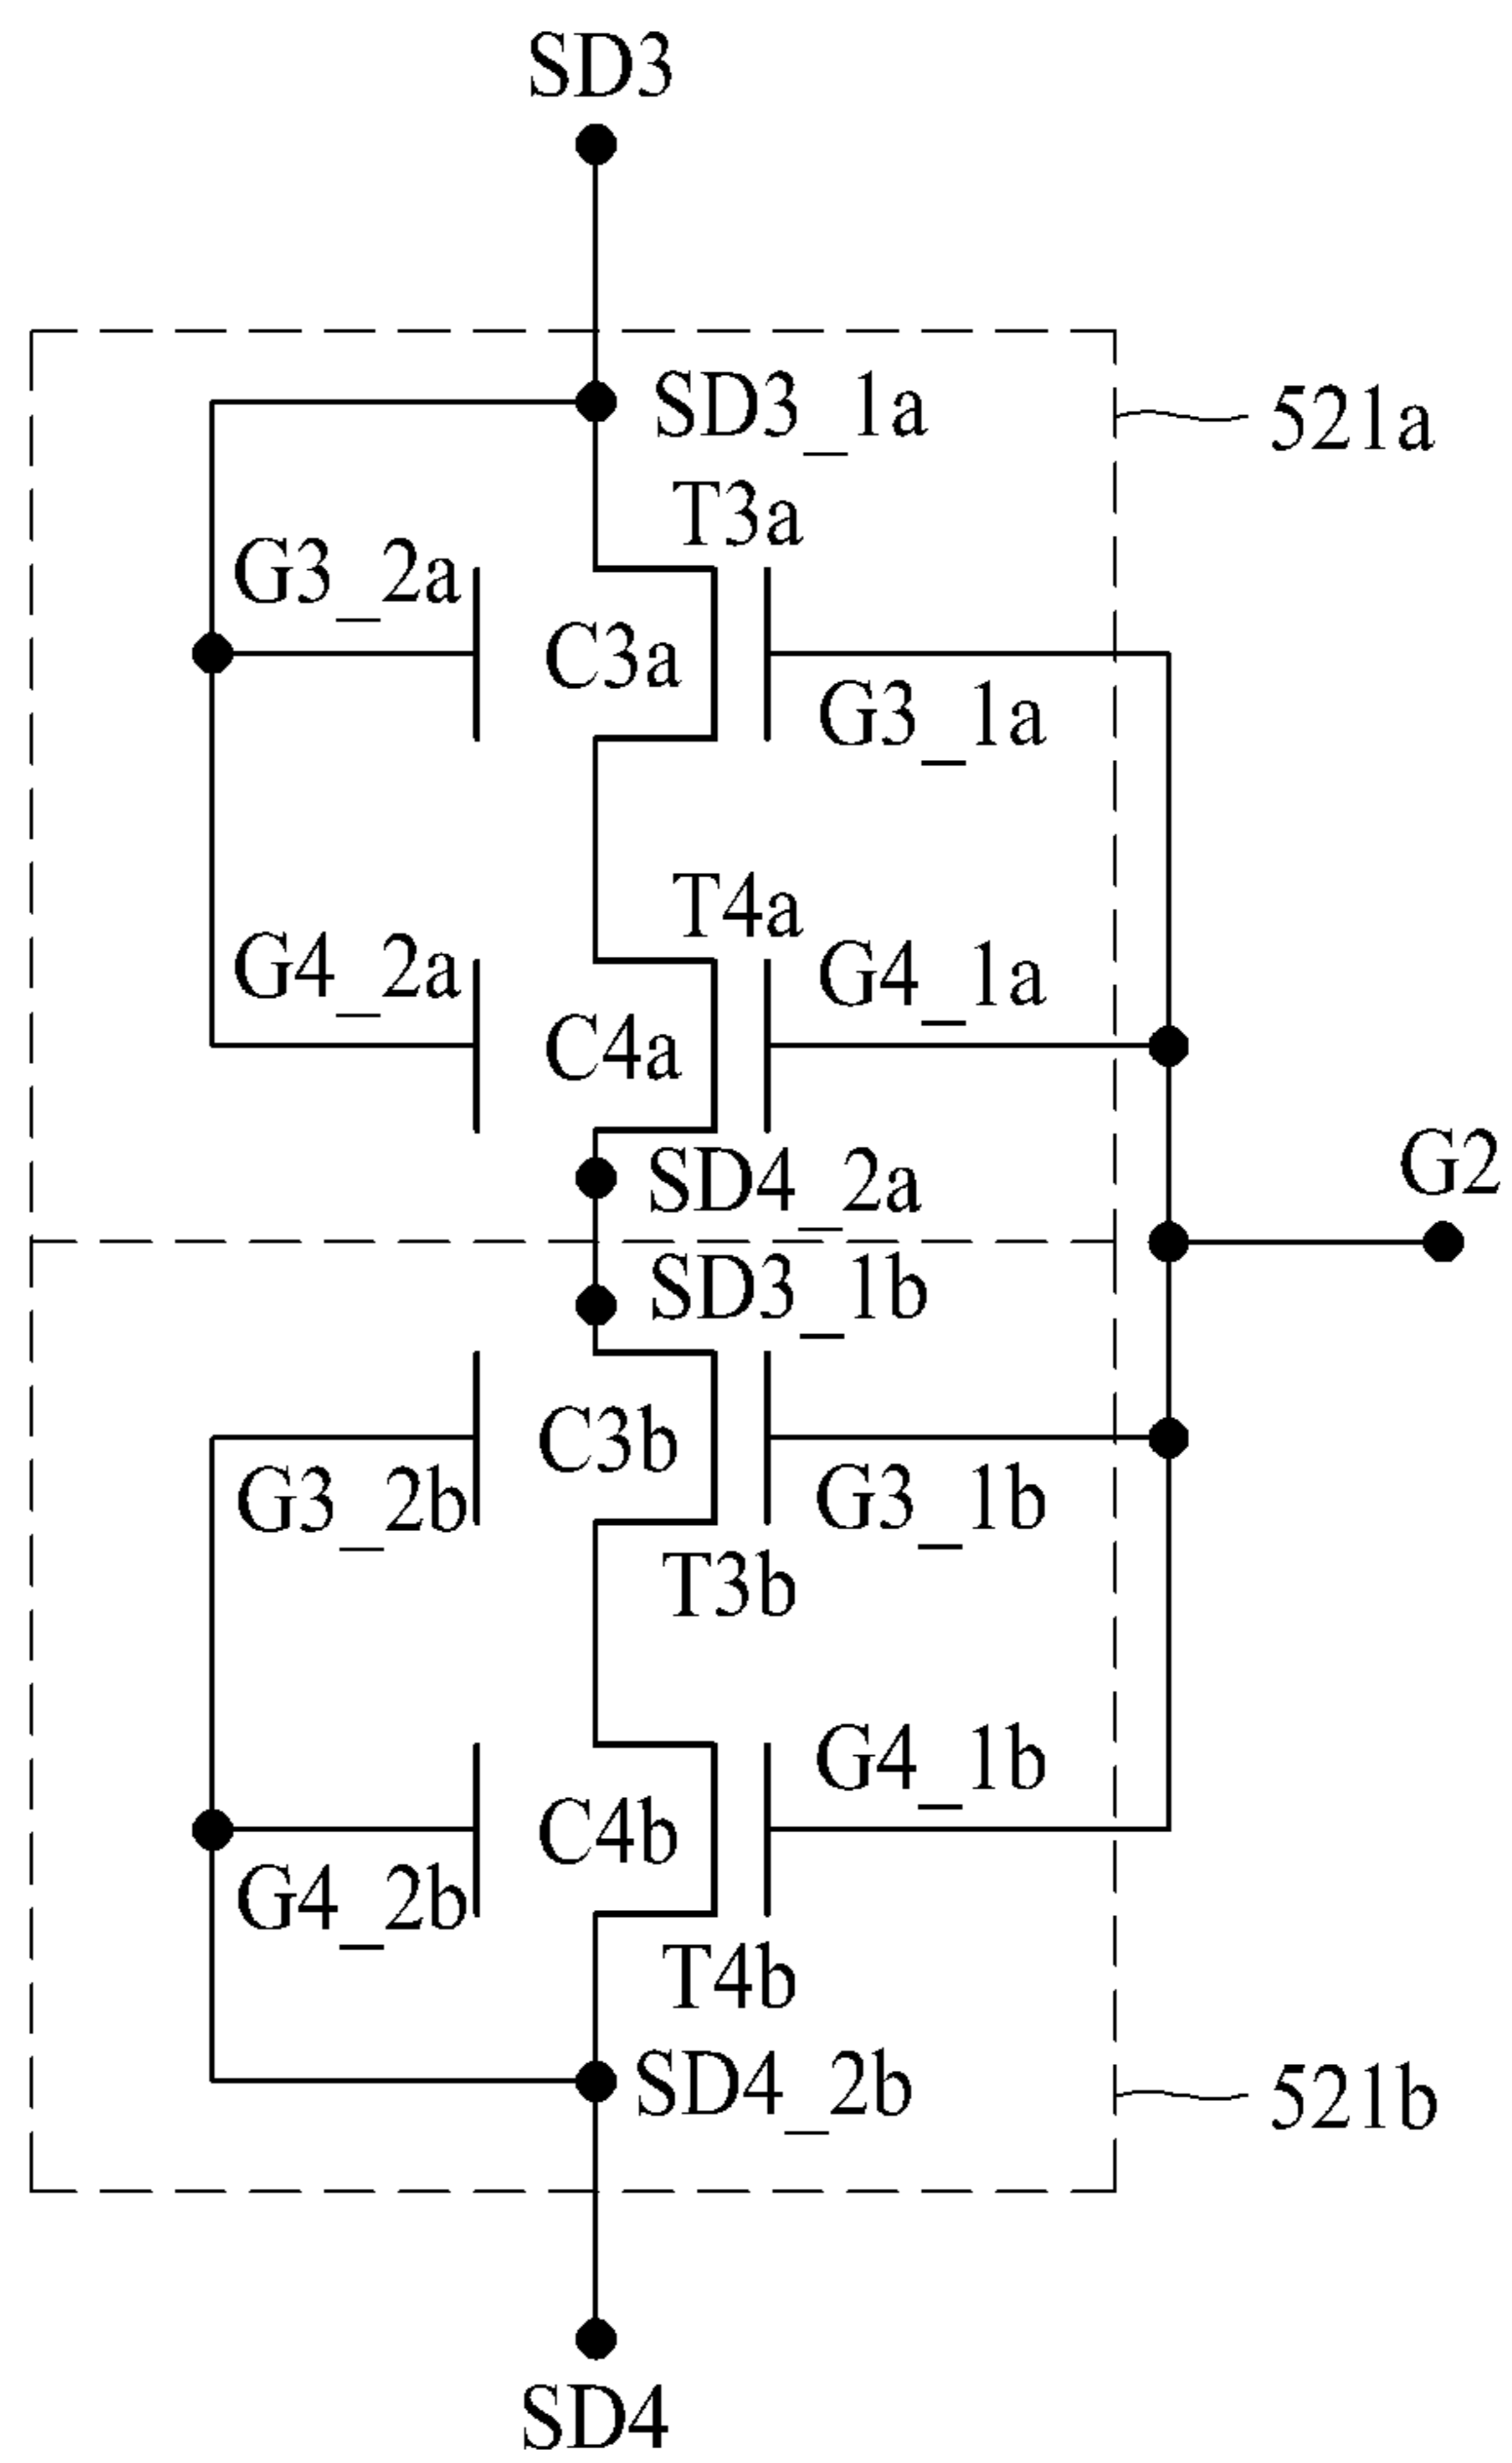 SD3
SD3_1a
521a
T3a
G3_2a
C3a
G3_1a
T4a
G4_2a
G4_1a
C4a
SD4_2a
G2
SD3_1b
C3b
G3_2b
G3_1b
T3b
G4_1b
C4b
G4_2b
T4b
SD4_2b
521b
SD4